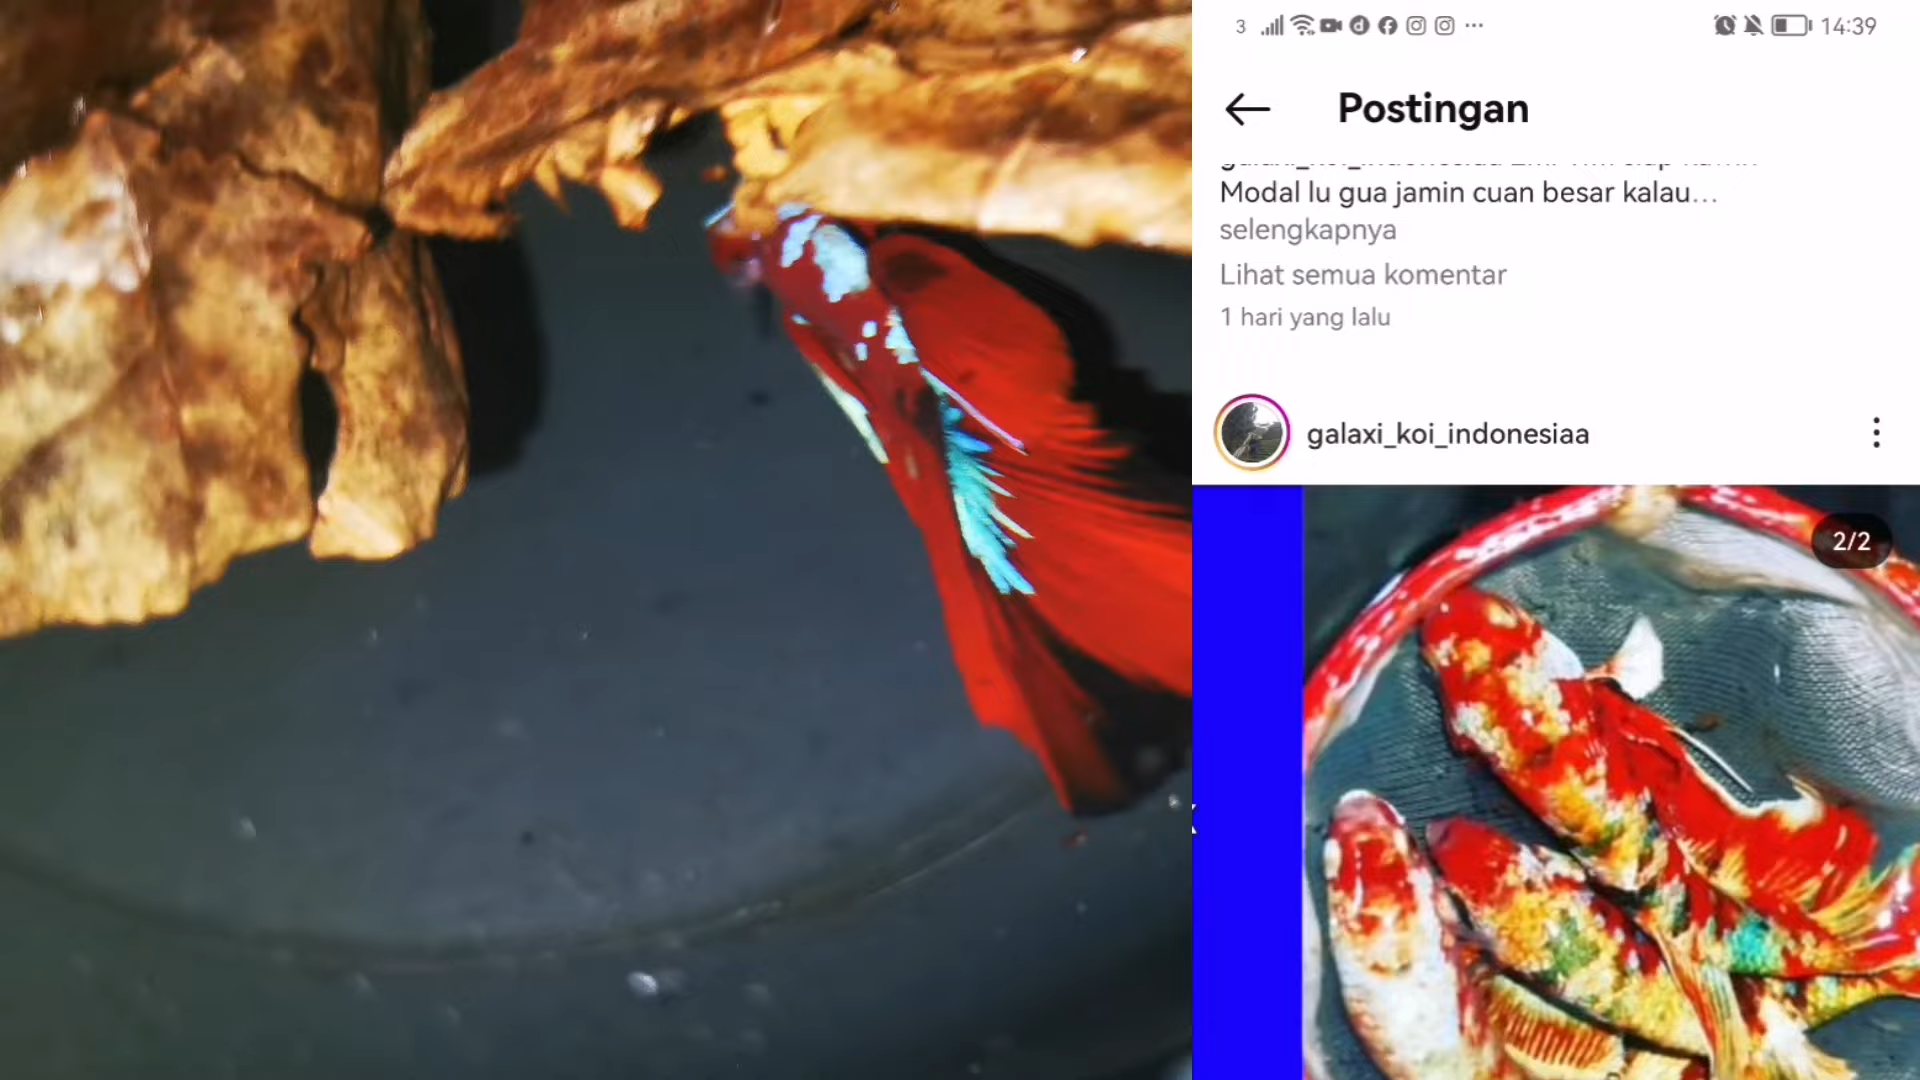 3
14:39
Postingan
Modal lu gua jamin cuan besar kalau...
selengkapnya
Lihat semua komentar
1 hari yang lalu
galaxi_koi_indonesiaa
2/2